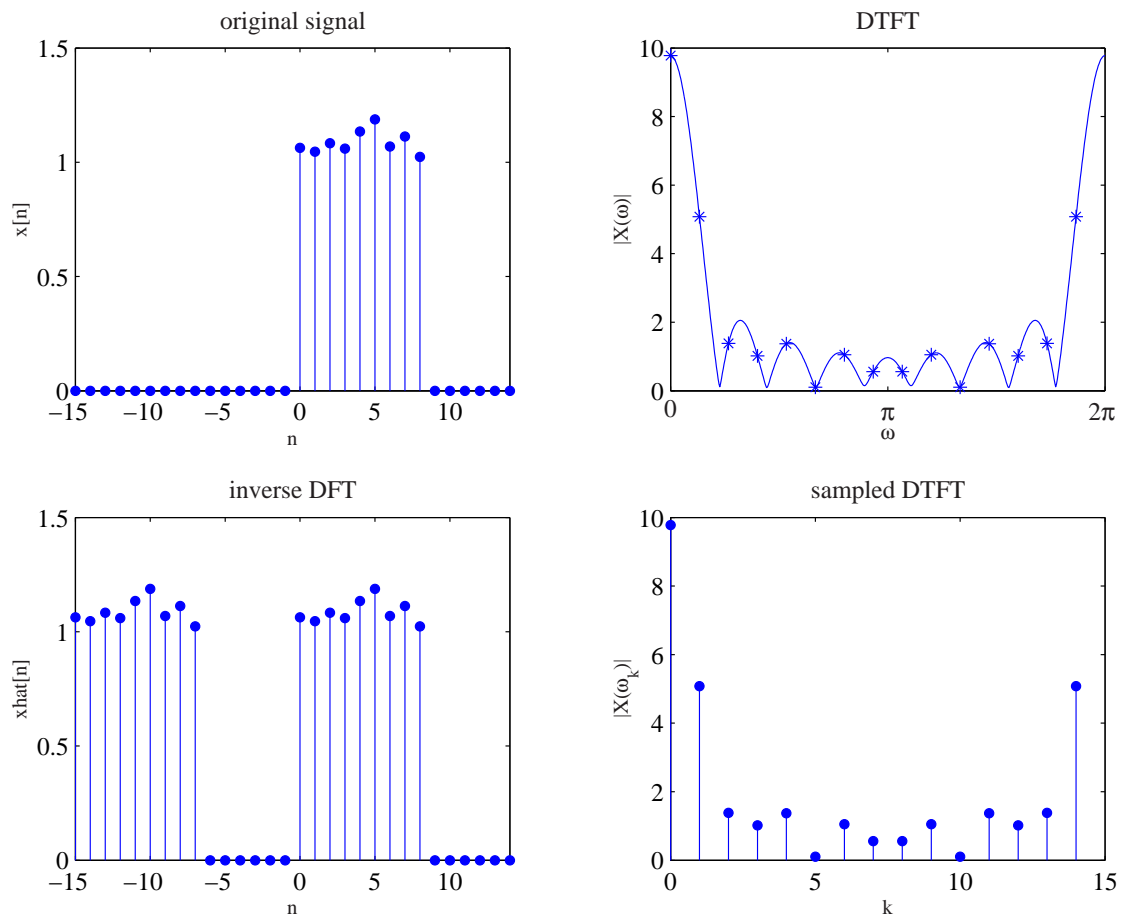 original signal
1.5
1
0.5
0
x[n]
−15 −10 −5 0 5 10
n
DTFT
10
8
6
4
2
0
|X(ω)|
0 π 2π
ω
inverse DFT
1.5
1
0.5
0
xhat[n]
−15 −10 −5 0 5 10
n
sampled DTFT
10
8
6
4
2
0
|X(ω_k)|
0 5 10 15
k